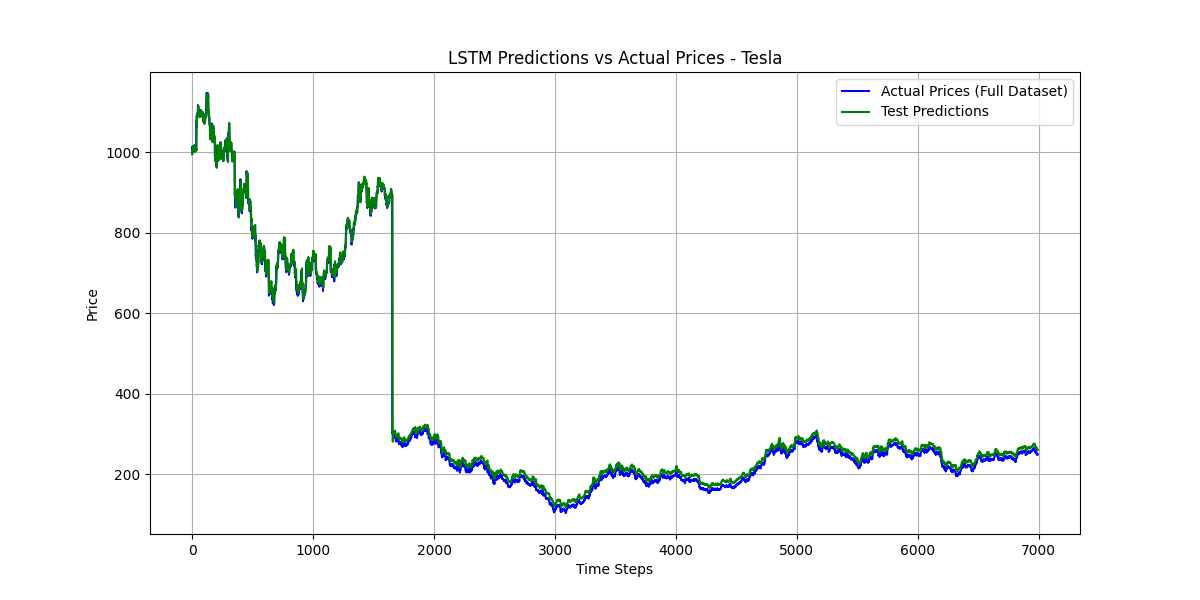 LSTM Predictions vs Actual Prices - Tesla
Actual Prices (Full Dataset)
Test Predictions
Price
1000
800
600
400
200
0 1000 2000 3000 4000 5000 6000 7000
Time Steps